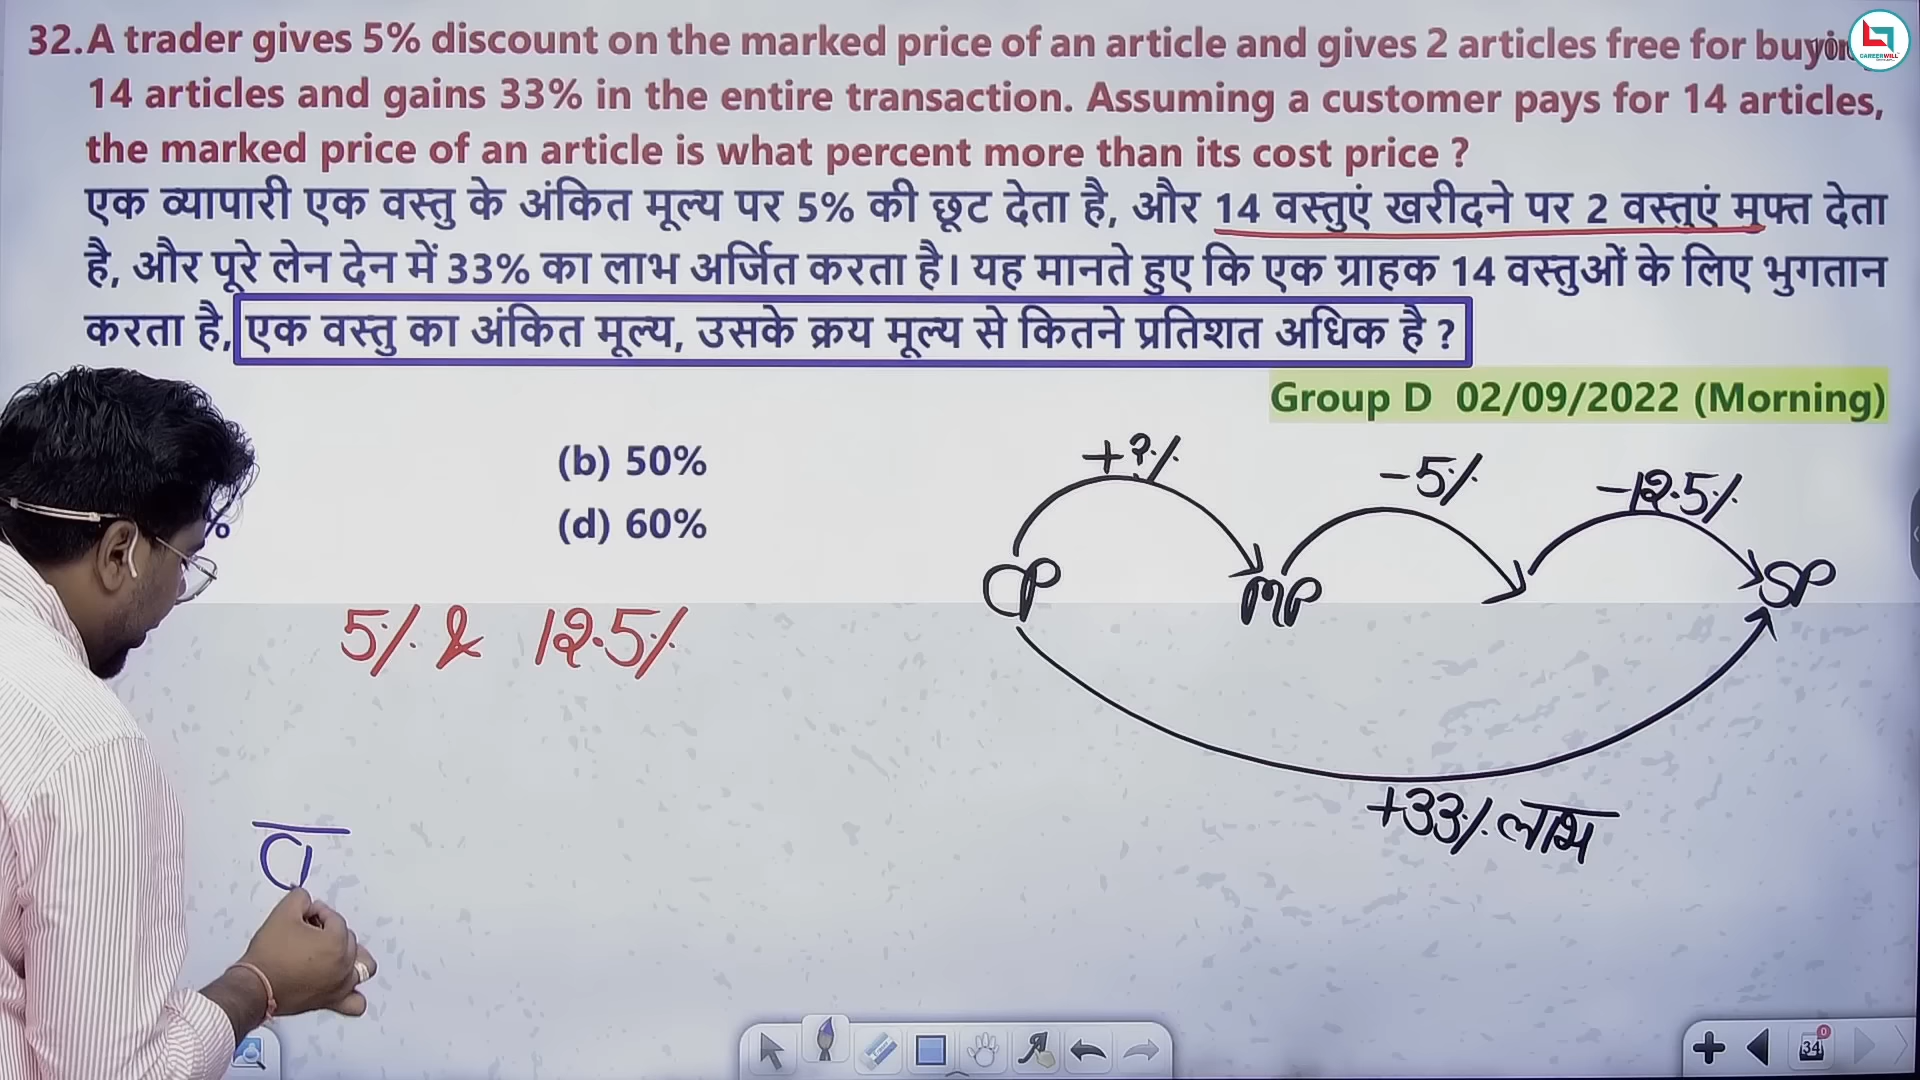 32. A trader gives 5% discount on the marked price of an article and gives 2 articles free for
14 articles and gains 33% in the entire transaction. Assuming a customer pays for 14 articles,
the marked price of an article is what percent more than its cost price ?
एक व्यापारी एक वस्तु के अंकित मूल्य पर 5% की छूट देता है, और 14 वस्तुएं खरीदने पर 2 वस्तुएं मुफ्त देता
है, और पूरे लेन देन में 33% का लाभ अर्जित करता है। यह मानते हुए कि एक ग्राहक 14 वस्तुओं के लिए भुगतान
करता है, एक वस्तु का अंकित मूल्य, उसके क्रय मूल्य से कितने प्रतिशत अधिक है ?
Group D 02/09/2022 (Morning)
(b) 50%
% (d) 60%
+?%
-5%
-12.5%
CP
MP
SP
5% & 12.5%
+33% लाभ
CAREERWILL
34
0